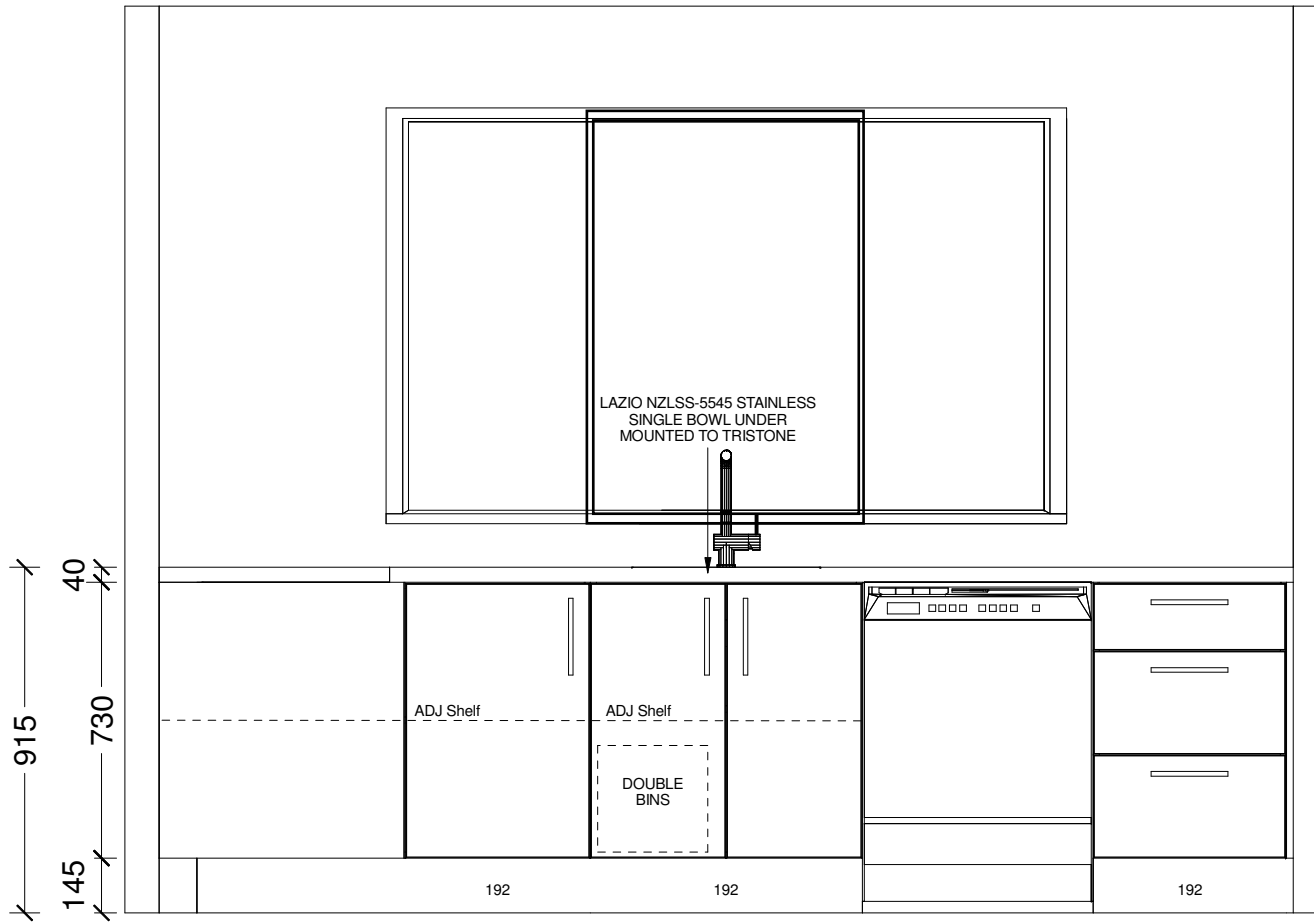 LAZIO NZLSS-5545 STAINLESS
SINGLE BOWL UNDER
MOUNTED TO TRISTONE
40
915
730
ADJ Shelf
ADJ Shelf
DOUBLE
BINS
145
192
192
192